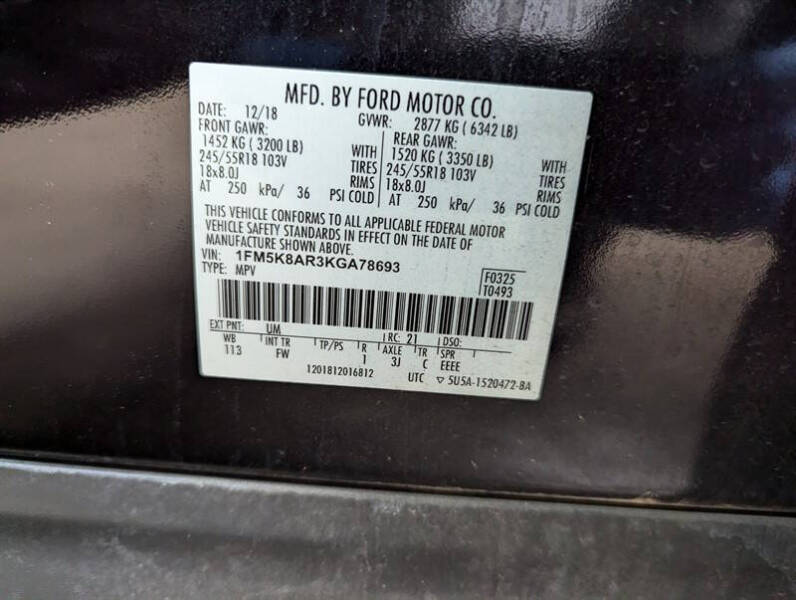 MFD. BY FORD MOTOR CO.
DATE: 12/18 GVWR: 2877 KG ( 6342 LB)
FRONT GAWR: REAR GAWR:
1452 KG ( 3200 LB) WITH 1520 KG ( 3350 LB) WITH
245/55R18 103V TIRES 245/55R18 103V TIRES
18x8.0J RIMS 18x8.0J RIMS
AT 250 kPa/ 36 PSI COLD AT 250 kPa/ 36 PSI COLD
THIS VEHICLE CONFORMS TO ALL APPLICABLE FEDERAL MOTOR
VEHICLE SAFETY STANDARDS IN EFFECT ON THE DATE OF
MANUFACTURE SHOWN ABOVE.
VIN: 1FM5K8AR3KGA78693
TYPE: MPV F0325
T0493
EXT PNT: UM RC: 21 DSO:
WB INT TR TP/PS R AXLE TR SPR
113 FW 1 3J C EEEE
1201812016812 UTC ▽ 5U5A-1520472-BA